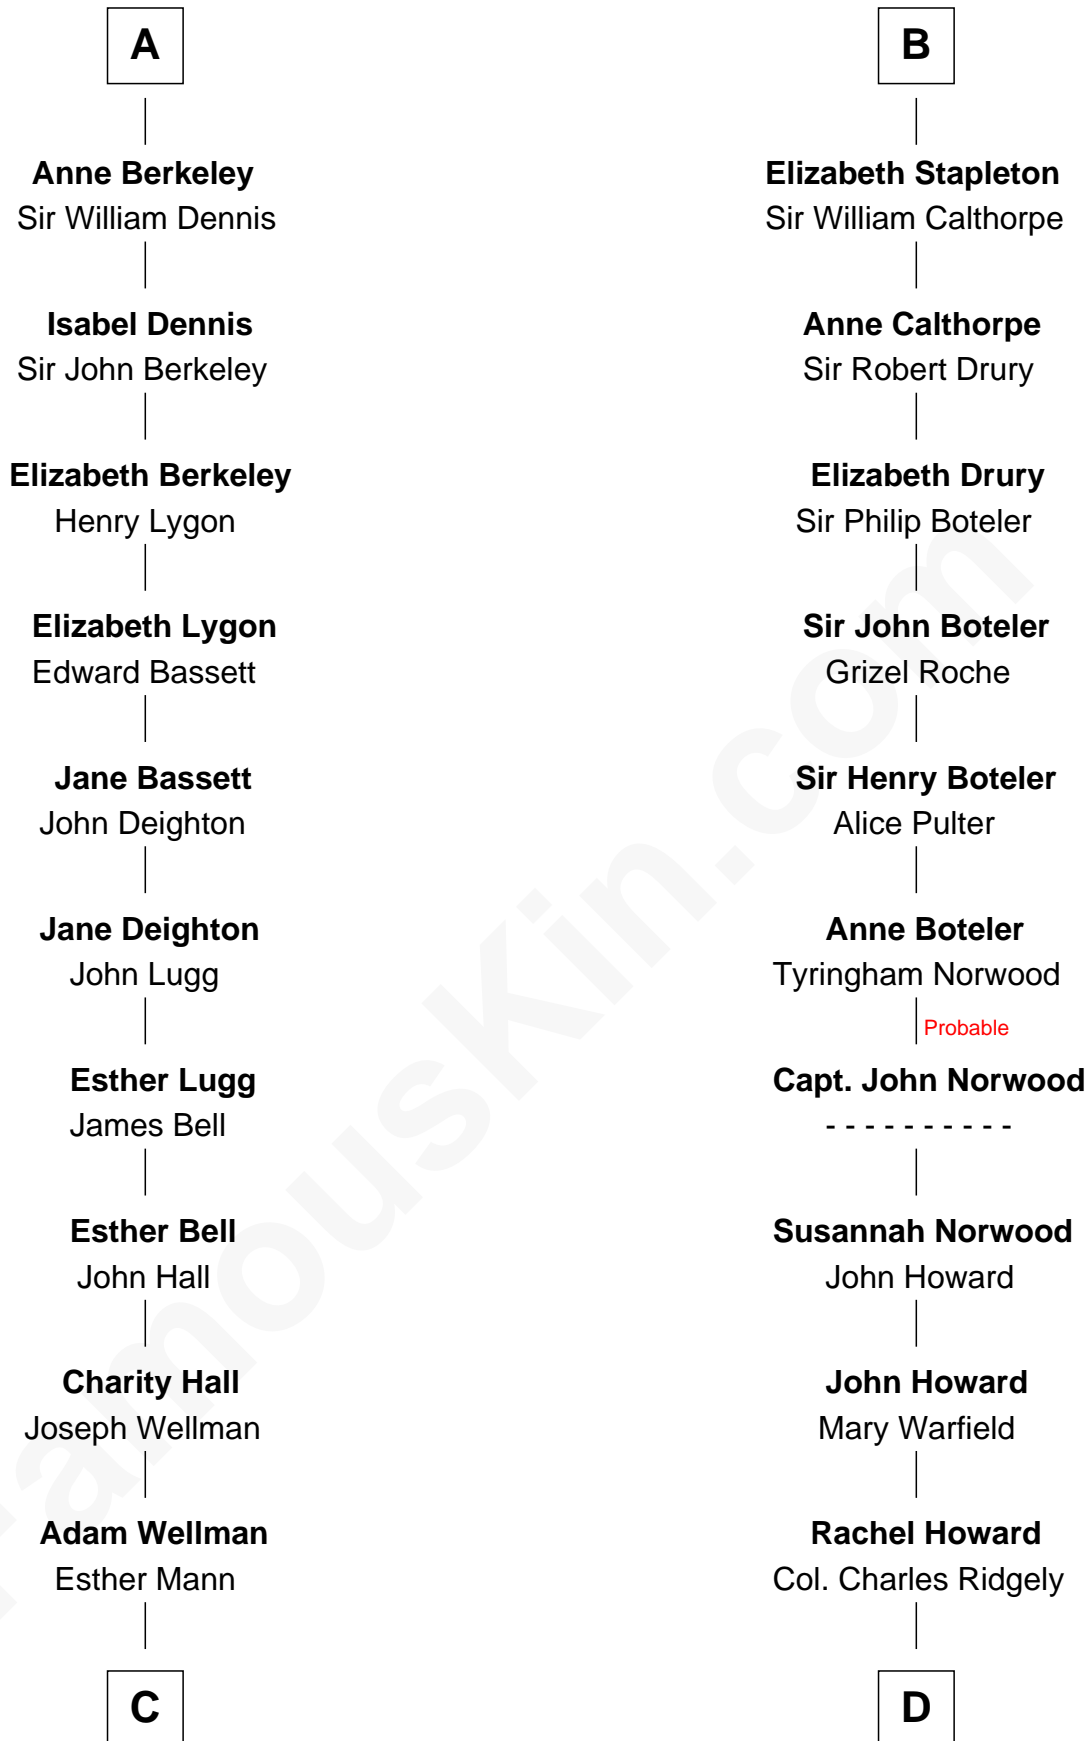 A
Anne Berkeley
Sir William Dennis
Isabel Dennis
Sir John Berkeley
Elizabeth Berkeley
Henry Lygon
Elizabeth Lygon
Edward Bassett
Jane Bassett
John Deighton
Jane Deighton
John Lugg
Esther Lugg
James Bell
Esther Bell
John Hall
Charity Hall
Joseph Wellman
Adam Wellman
Esther Mann
C
B
Elizabeth Stapleton
Sir William Calthorpe
Anne Calthorpe
Sir Robert Drury
Elizabeth Drury
Sir Philip Boteler
Sir John Boteler
Grizel Roche
Sir Henry Boteler
Alice Pulter
Anne Boteler
Tyringham Norwood
Probable
Capt. John Norwood
- - - - - - - - - -
Susannah Norwood
John Howard
John Howard
Mary Warfield
Rachel Howard
Col. Charles Ridgely
D
FamousKin.com